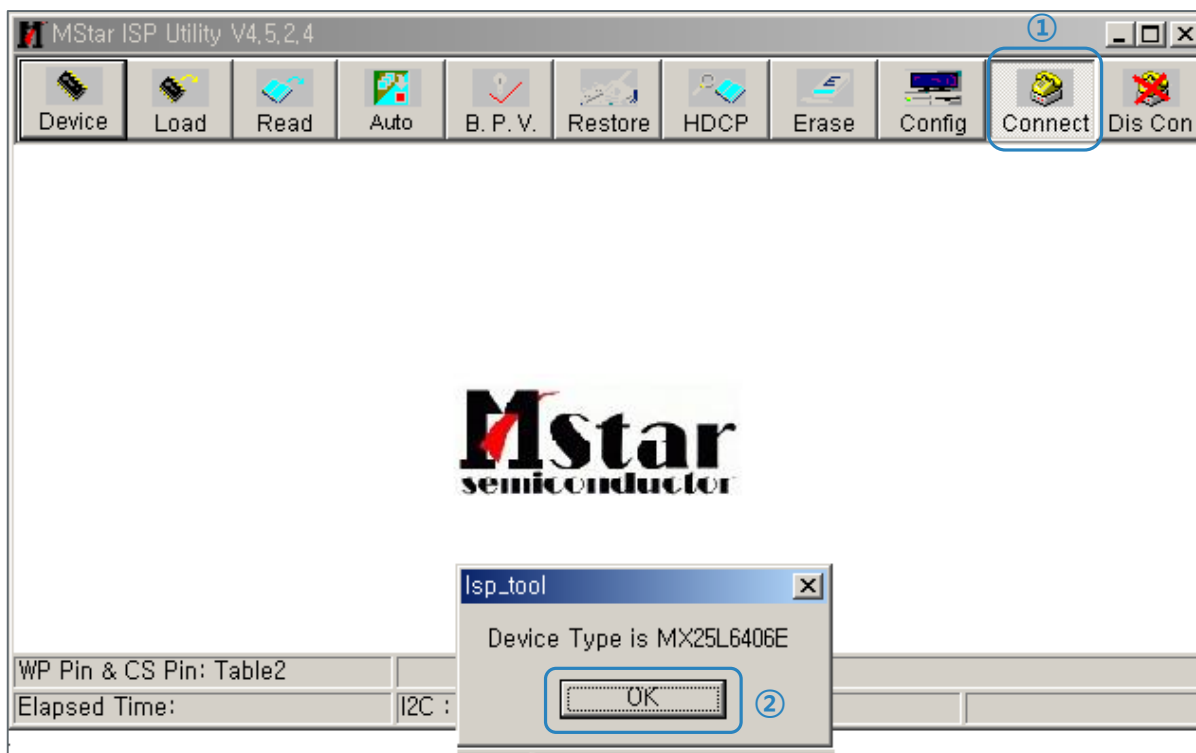 MStar ISP Utility V4,5,2,4
①
Device Load Read Auto B. P. V. Restore HDCP Erase Config Connect Dis Con
Mstar
semiconductor
Isp_tool
Device Type is MX25L6406E
OK ②
WP Pin & CS Pin: Table2
Elapsed Time: I2C :